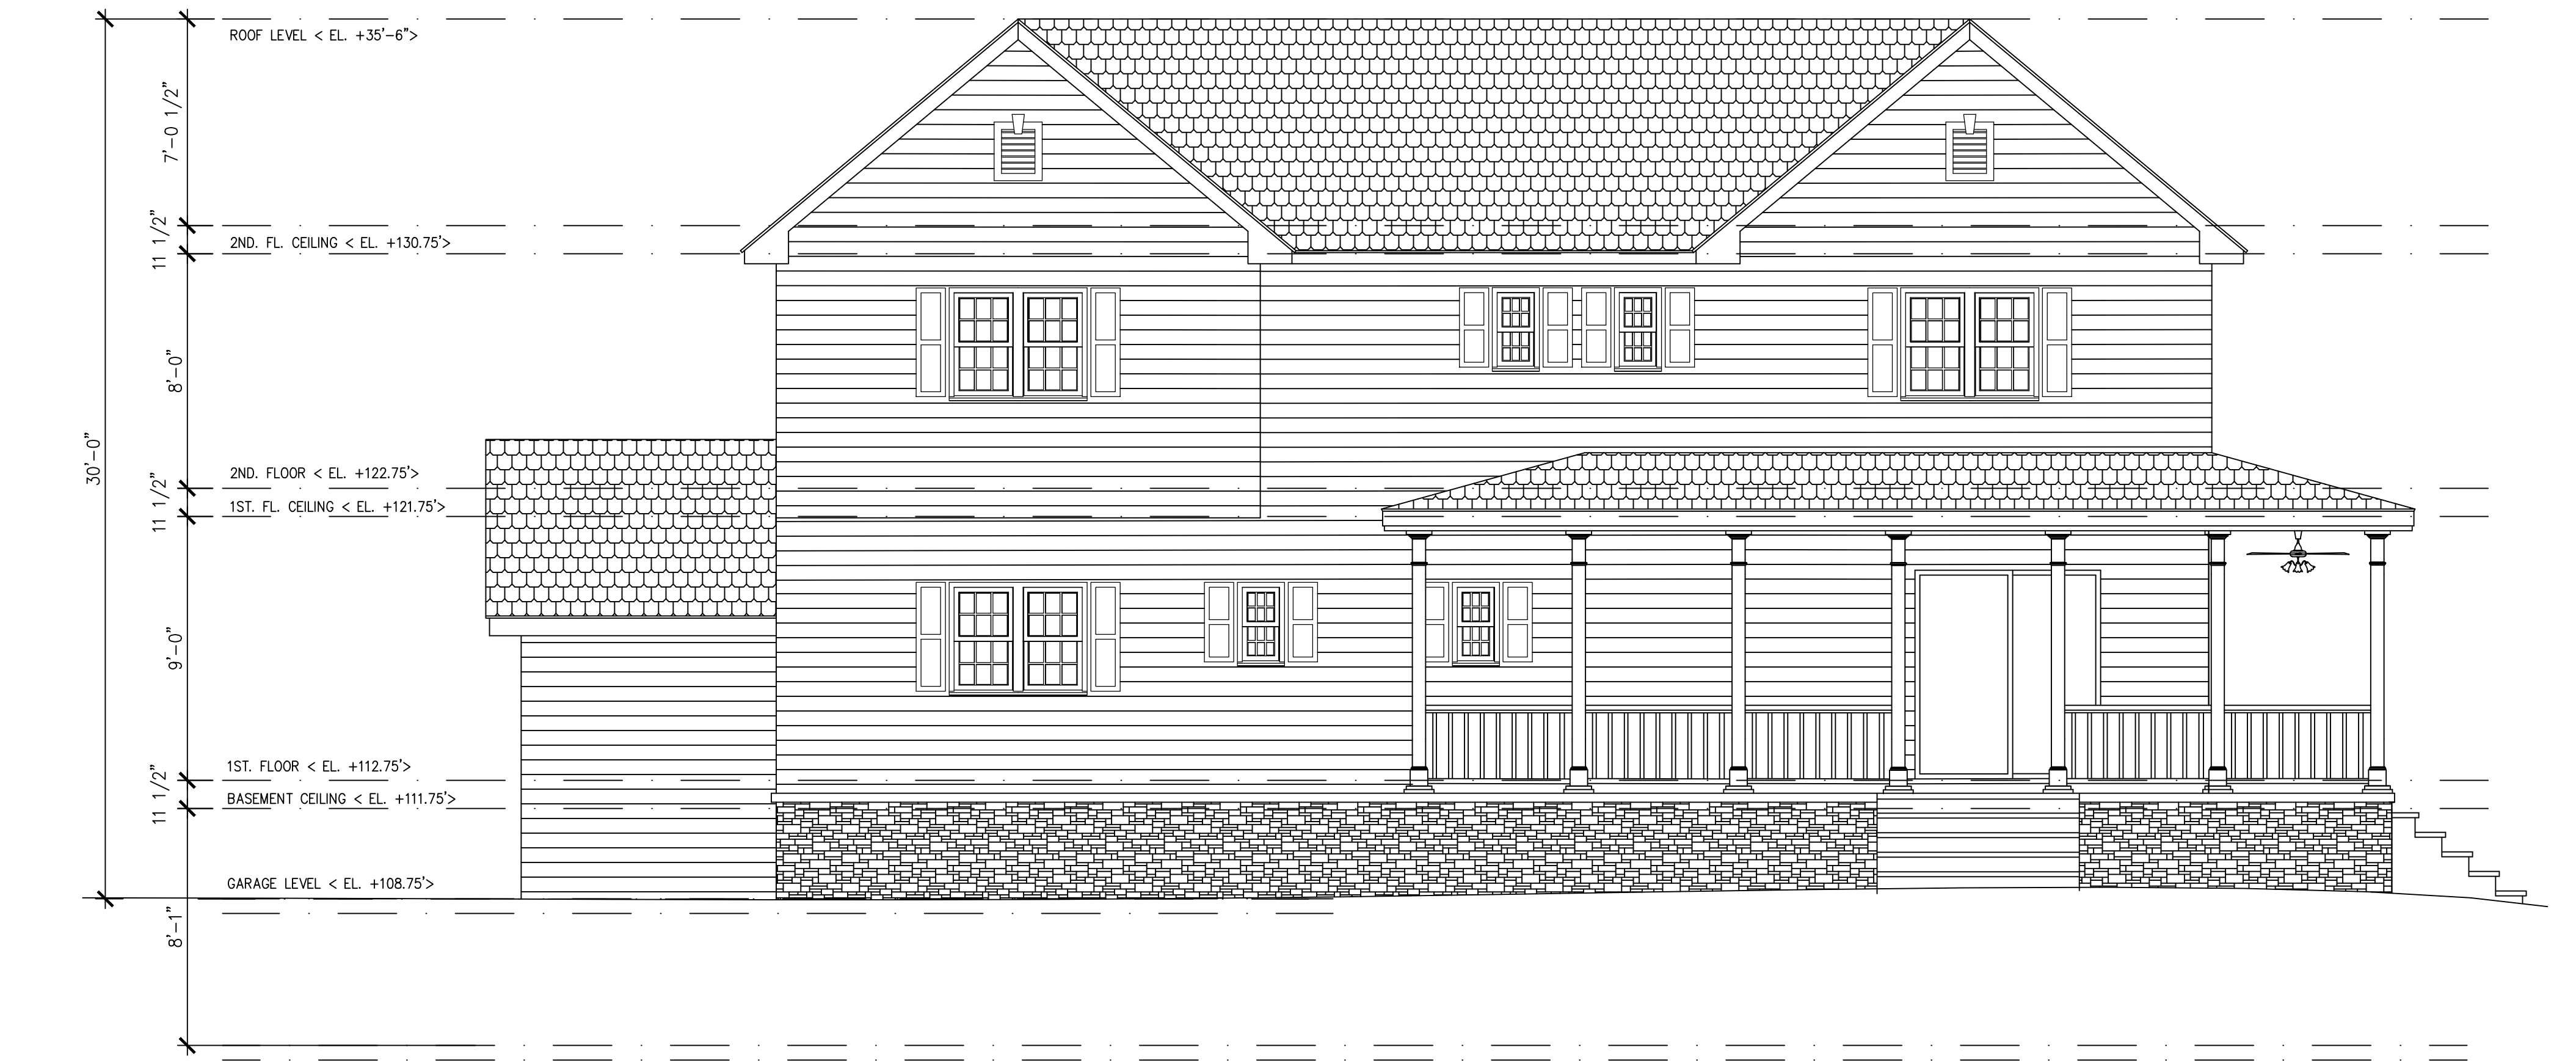 ROOF LEVEL < EL. +35'-6">
7'-0 1/2"
11 1/2"
2ND. FL. CEILING < EL. +130.75'>
8'-0"
30'-0"
2ND. FLOOR < EL. +122.75'>
11 1/2"
1ST. FL. CEILING < EL. +121.75'>
9'-0"
1ST. FLOOR < EL. +112.75'>
11 1/2"
BASEMENT CEILING < EL. +111.75'>
GARAGE LEVEL < EL. +108.75'>
8'-1"